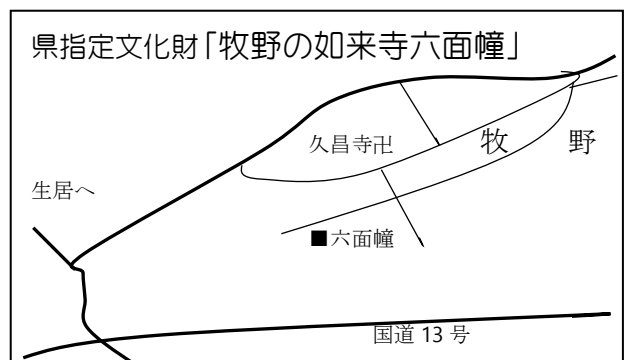 県指定文化財「牧野の如来寺六面幢」
久昌寺卍
牧 野
生居へ
■六面幢
国道 13 号